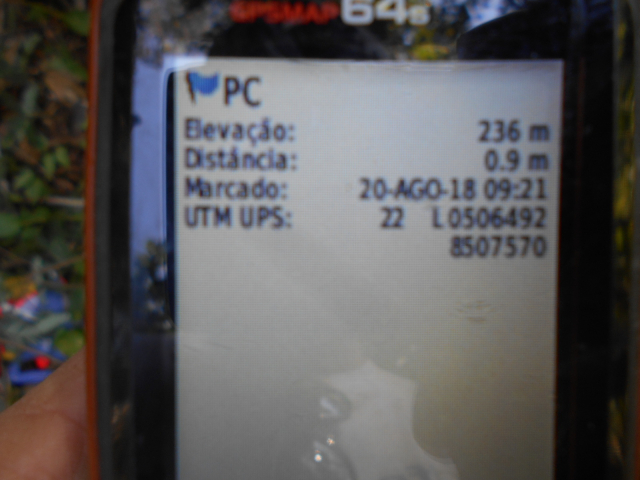 GPSMAP 64s
PC
Elevação: 236 m
Distância: 0.9 m
Marcado: 20-AGO-18 09:21
UTM UPS: 22 L 0506492
8507570